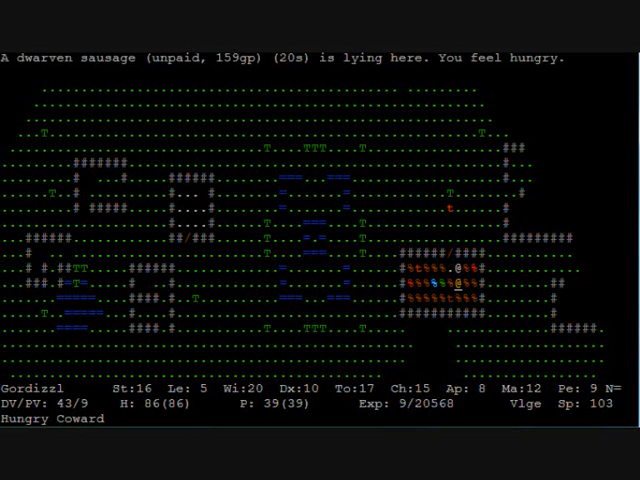 A dwarven sausage (unpaid, 159gp) (20s) is lying here. You feel hungry.
Gordizzl St:16 Le: 5 Wi:20 Dx:10 To:17 Ch:15 Ap: 8 Ma:12 Pe: 9 N=
DV/PV: 43/9 H: 86(86) P: 39(39) Exp: 9/20568 Vlge Sp: 103
Hungry Coward